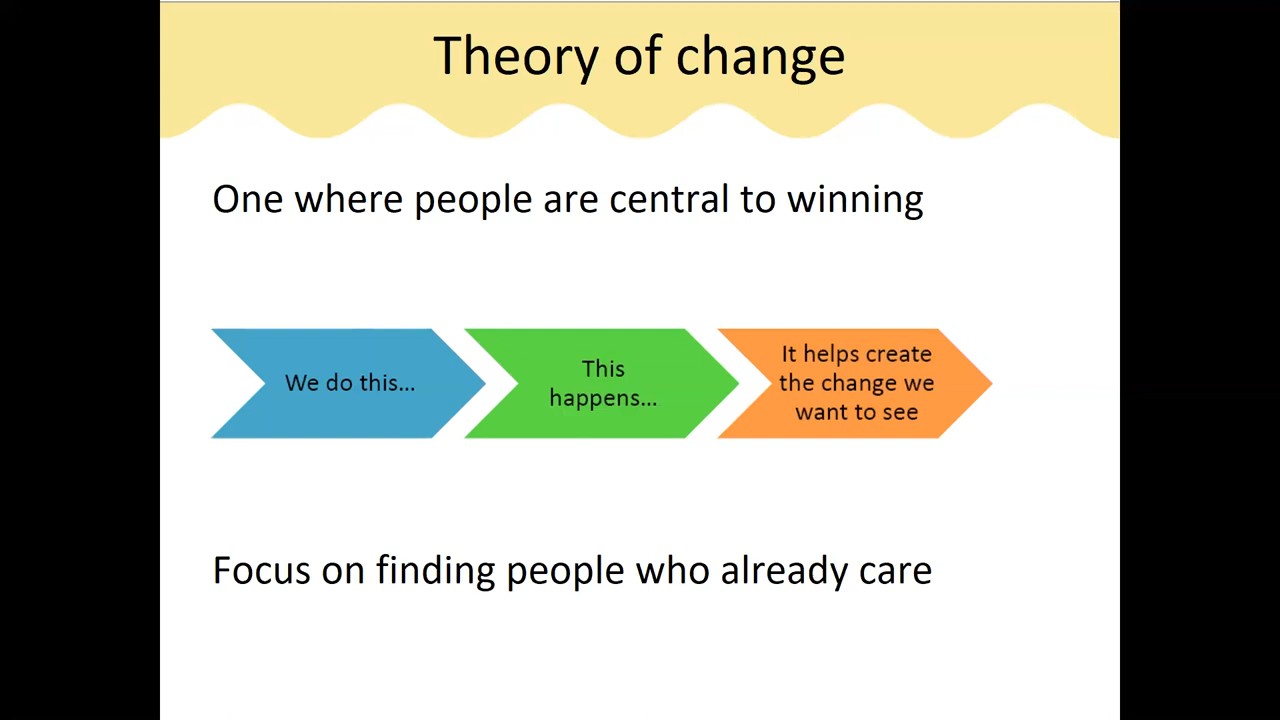 Theory of change
One where people are central to winning
We do this...
This
happens...
It helps create
the change we
want to see
Focus on finding people who already care